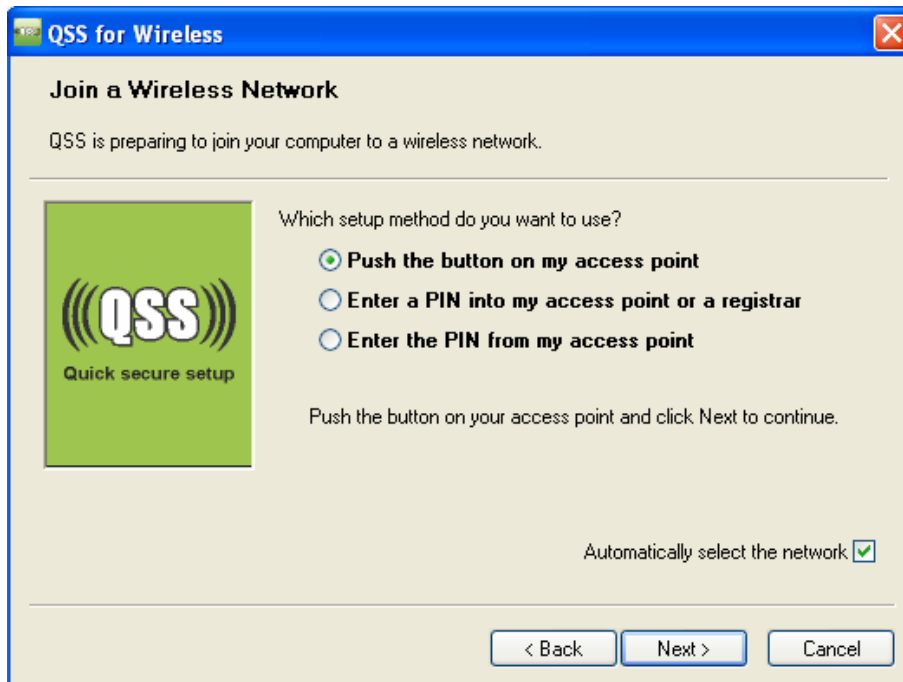 QSS for Wireless
Join a Wireless Network
QSS is preparing to join your computer to a wireless network.
Which setup method do you want to use?
Push the button on my access point
Enter a PIN into my access point or a registrar
Enter the PIN from my access point
(((QSS)))
Quick secure setup
Push the button on your access point and click Next to continue.
Automatically select the network
< Back
Next >
Cancel